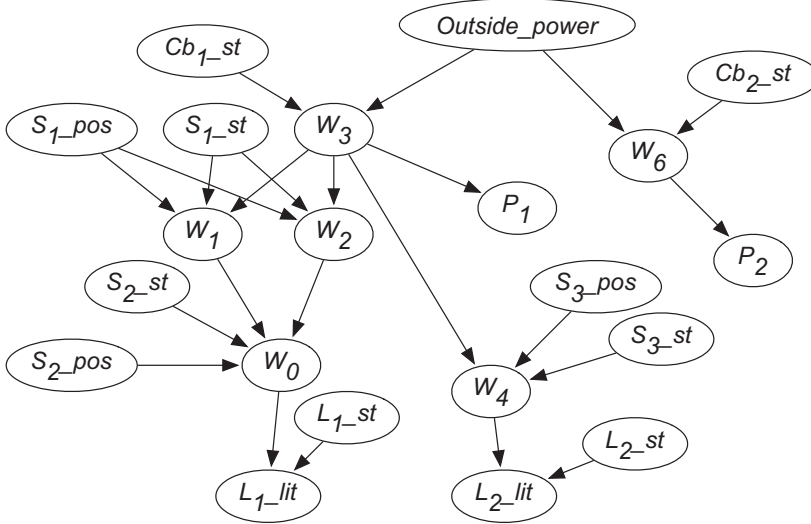 Outside_power
Cb1_st
Cb2_st
S1_pos
S1_st
W3
W6
P1
W1
W2
P2
S2_st
S3_pos
S3_st
S2_pos
W0
W4
L1_st
L2_st
L1_lit
L2_lit